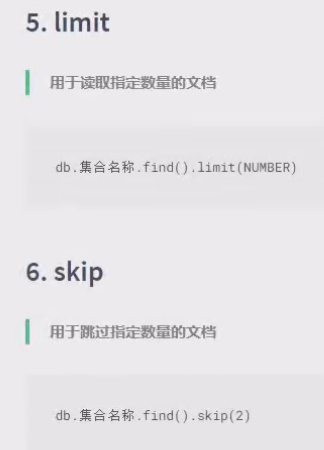 5. limit
用于读取指定数量的文档
db.集合名称.find().limit(NUMBER)
6. skip
用于跳过指定数量的文档
db.集合名称.find().skip(2)